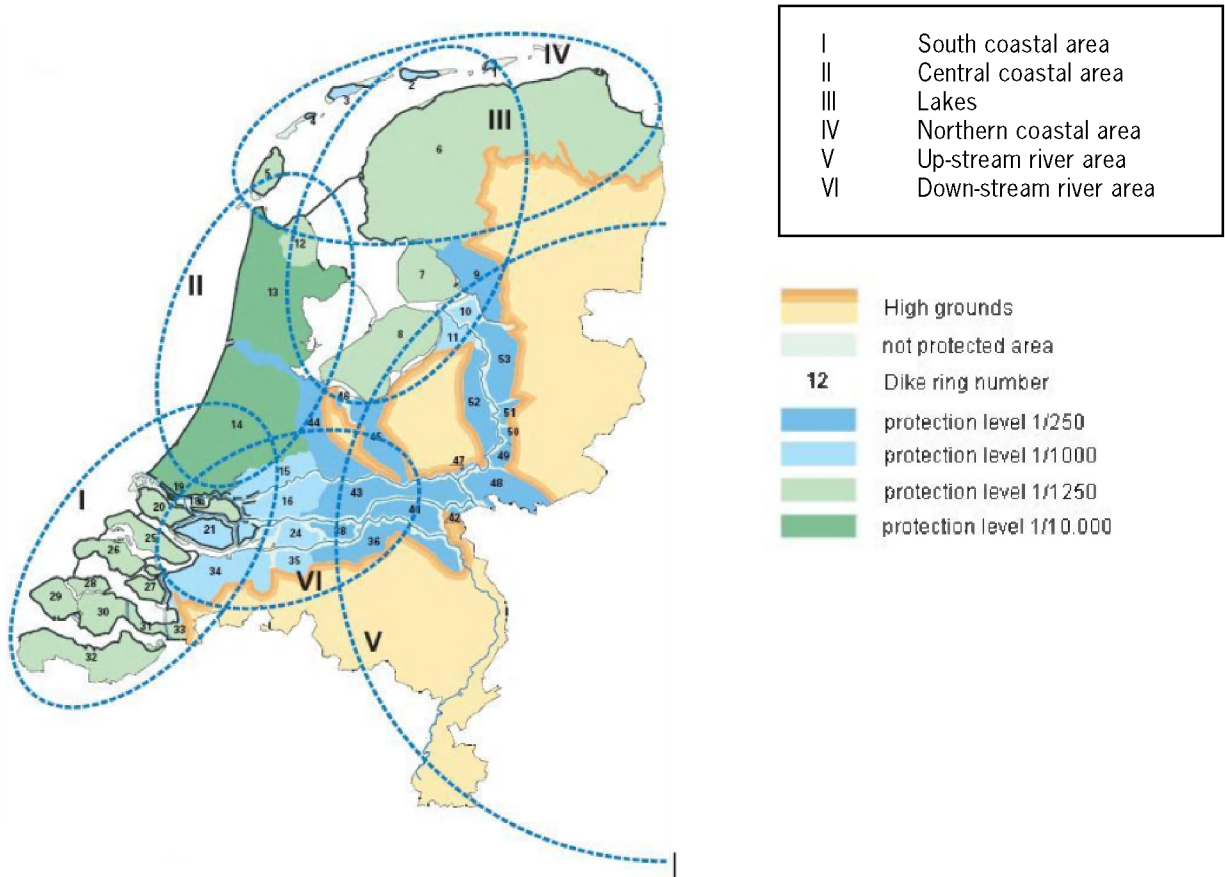 I South coastal area
II Central coastal area
III Lakes
IV Northern coastal area
V Up-stream river area
VI Down-stream river area
High grounds
not protected area
12 Dike ring number
protection level 1/250
protection level 1/1000
protection level 1/1250
protection level 1/10.000
IV
1
2
3
4
III
6
5
12
II
7
9
13
10
8
11
53
52
51
50
49
44
45
14
47
48
15
19
43
I
20
16
42
21
24
38
36
25
26
35
34
VI
28
27
29
30
31
33
32
V